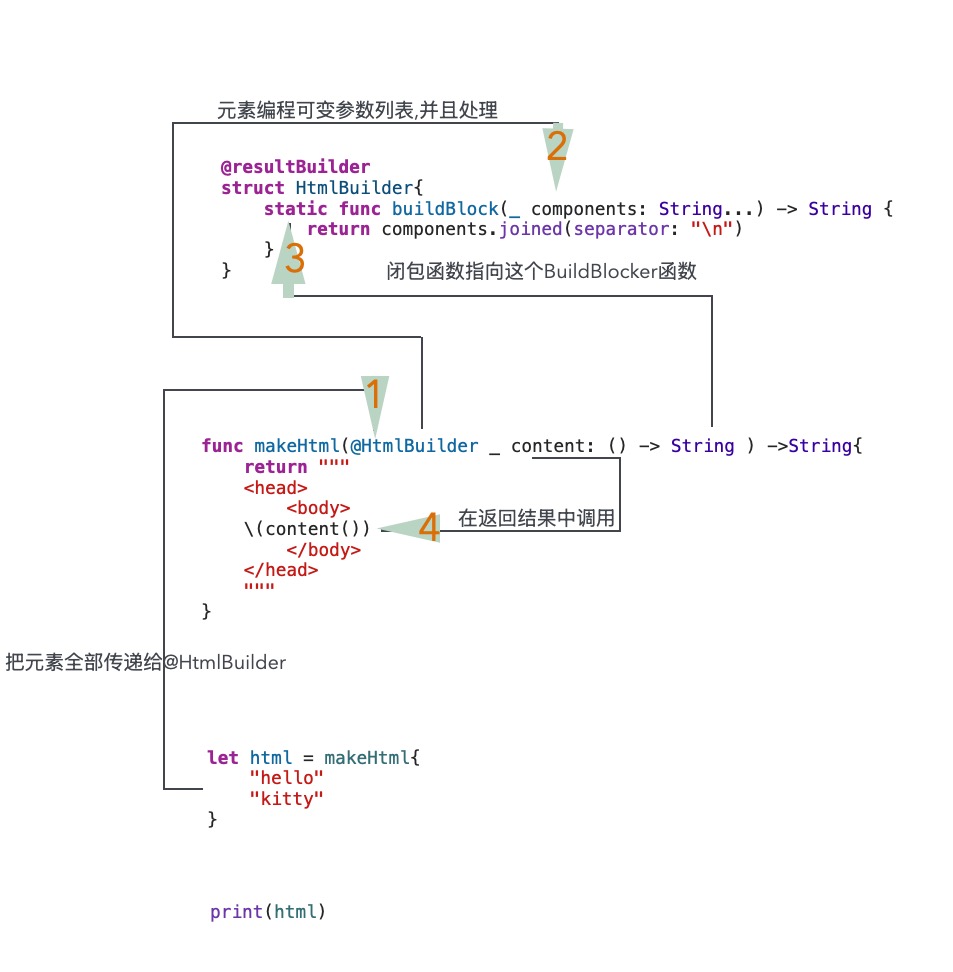 元素编程可变参数列表,并且处理
2
@resultBuilder
struct HtmlBuilder{
    static func buildBlock(_ components: String...) -> String {
        return components.joined(separator: "\n")
    }
3
}
闭包函数指向这个BuildBlocker函数
1
func makeHtml(@HtmlBuilder _ content: () -> String ) ->String{
    return """
    <head>
        <body>
    \(content())
4
在返回结果中调用
        </body>
    </head>
    """
}
把元素全部传递给@HtmlBuilder
let html = makeHtml{
    "hello"
    "kitty"
}
print(html)